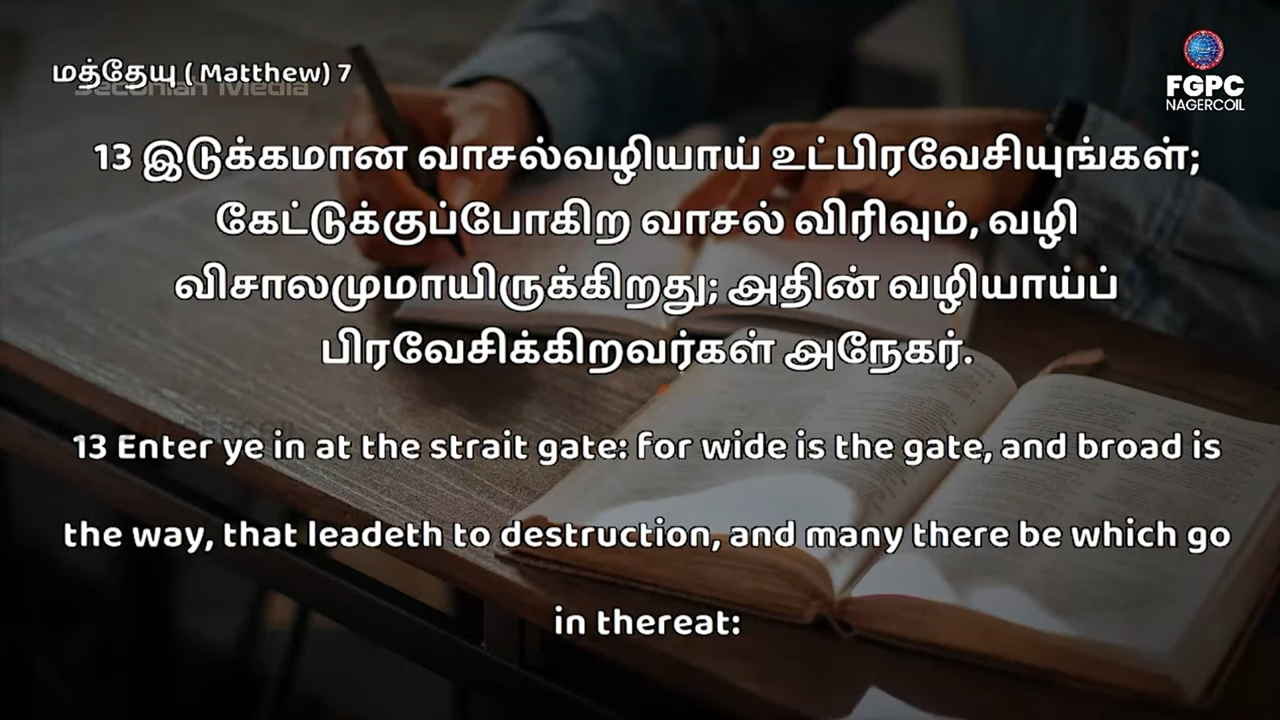 மத்தேயு ( Matthew) 7
Beconian Media
FGPC
NAGERCOIL
13 இடுக்கமான வாசல்வழியாய் உட்பிரவேசியுங்கள்;
கேட்டுக்குப்போகிற வாசல் விரிவும், வழி
விசாலமுமாயிருக்கிறது; அதின் வழியாய்ப்
பிரவேசிக்கிறவர்கள் அநேகர்.
13 Enter ye in at the strait gate: for wide is the gate, and broad is
the way, that leadeth to destruction, and many there be which go
in thereat: